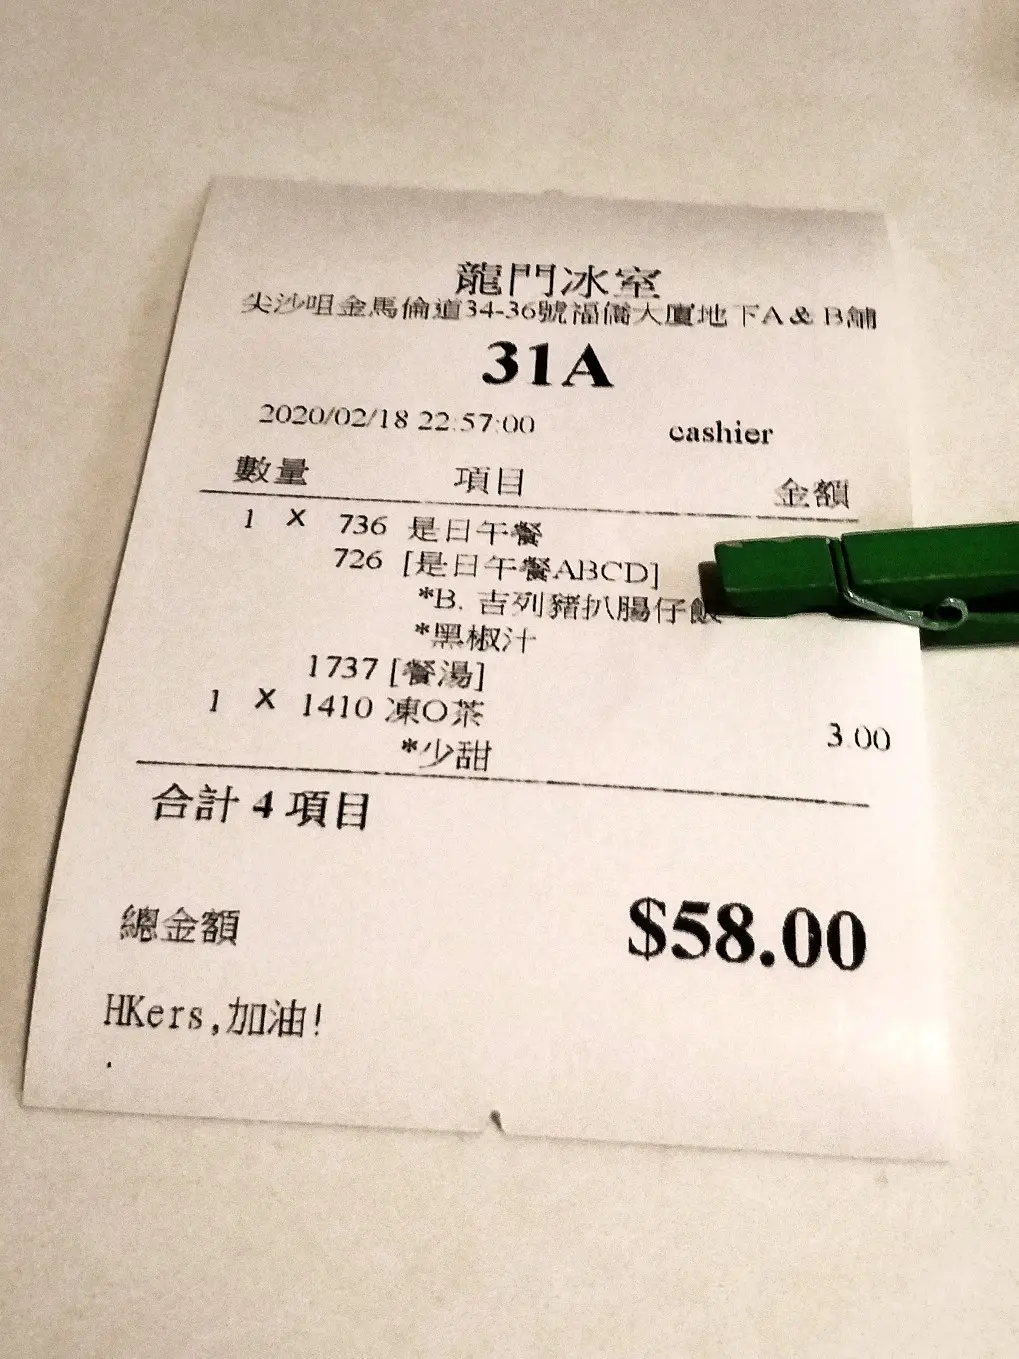 龍門冰室
尖沙咀金馬倫道34-36號福僑大廈地下A & B舖
31A
2020/02/18 22:57:00 cashier
數量 項目 金額
1 X 736 是日午餐
726 [是日午餐ABCD]
*B. 吉列豬扒腸仔飯
*黑椒汁
1737 [餐湯]
1 X 1410 凍O茶 3.00
*少甜
合計 4 項目
總金額 $58.00
HKers,加油!
.